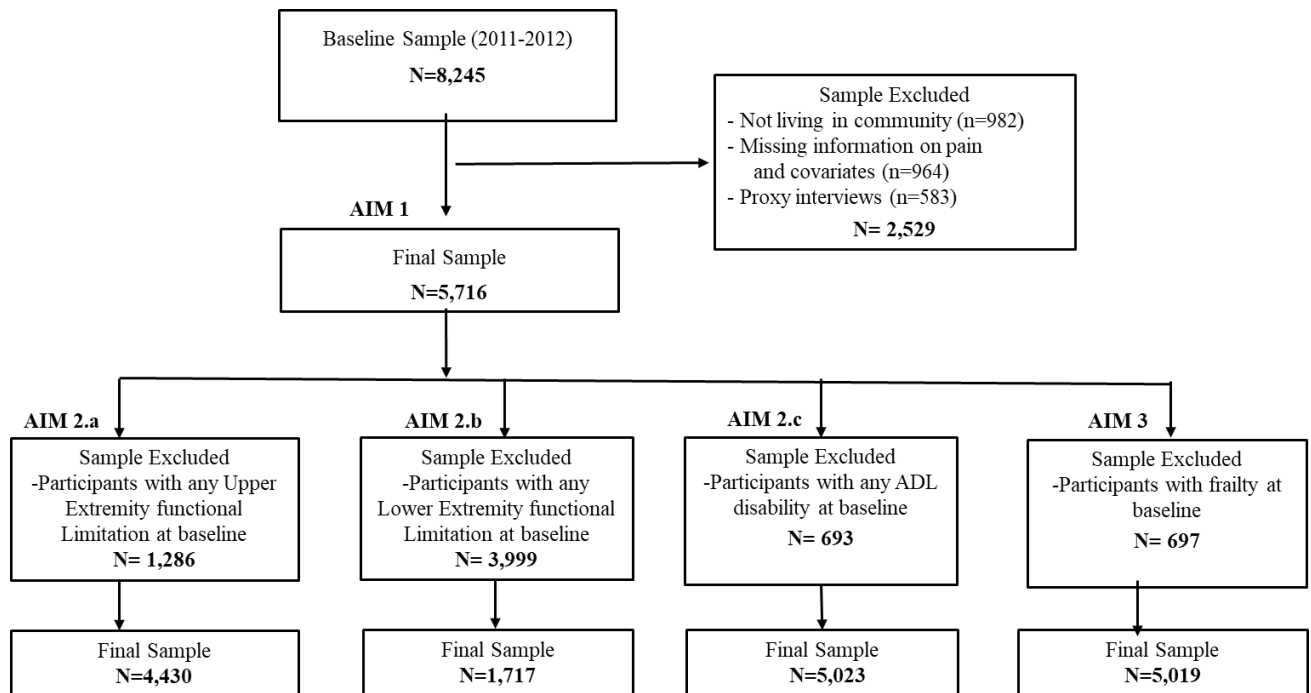 Baseline Sample (2011-2012)
N=8,245
Sample Excluded
- Not living in community (n=982)
- Missing information on pain
and covariates (n=964)
- Proxy interviews (n=583)
N= 2,529
AIM 1
Final Sample
N=5,716
AIM 2.a
Sample Excluded
-Participants with any Upper
Extremity functional
Limitation at baseline
N= 1,286
Final Sample
N=4,430
AIM 2.b
Sample Excluded
-Participants with any
Lower Extremity functional
Limitation at baseline
N= 3,999
Final Sample
N=1,717
AIM 2.c
Sample Excluded
-Participants with any ADL
disability at baseline
N= 693
Final Sample
N=5,023
AIM 3
Sample Excluded
-Participants with frailty at
baseline
N= 697
Final Sample
N=5,019